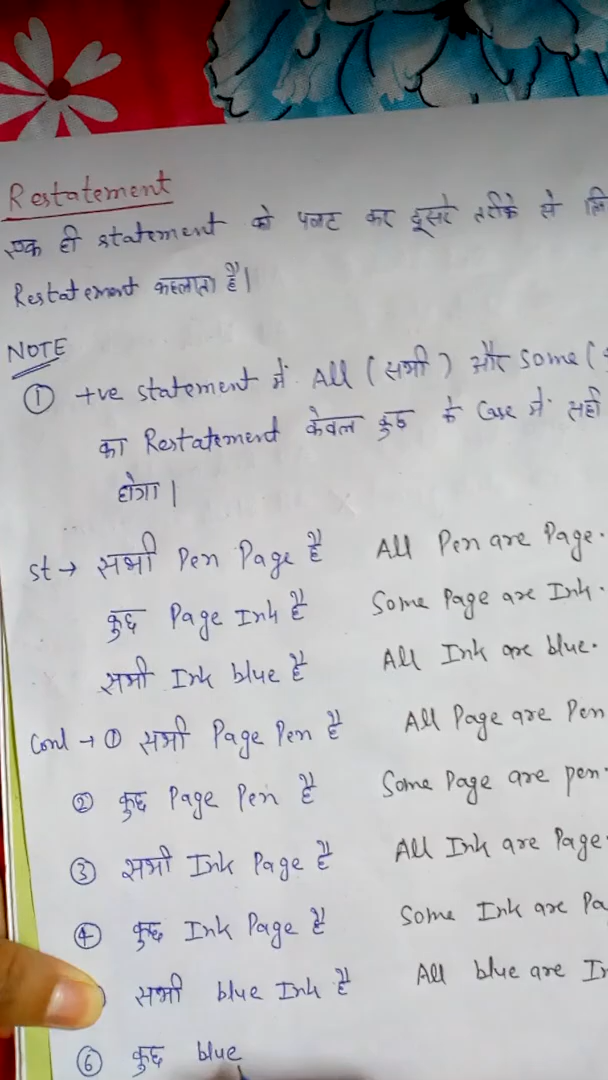 Restatement
एक ही statement को पलट कर दूसरे तरीके से
Restatement कहलाता है।
NOTE
① +ve statement में All (सभी) और Some (
का Restatement केवल कुछ के Case में सही
होगा।
st → सभी Pen Page है All Pen are Page.
कुछ Page Ink है Some Page are Ink.
सभी Ink blue है All Ink are blue.
Conl → ① सभी Page Pen है All Page are Pen
② कुछ Page Pen है Some Page are pen.
③ सभी Ink Page है All Ink are Page.
④ कुछ Ink Page है Some Ink are
सभी blue Ink है All blue are
⑥ कुछ blue